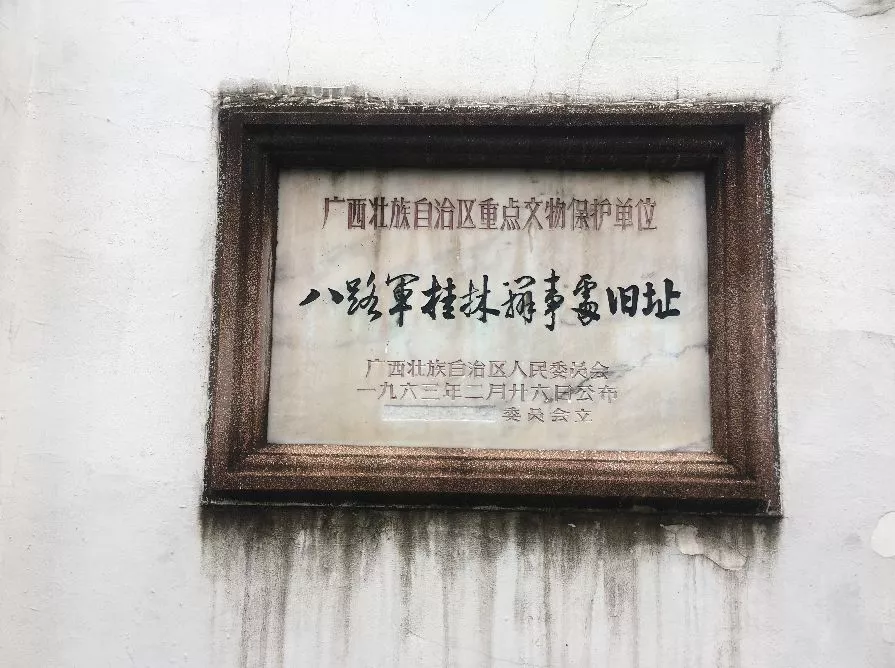 广西壮族自治区重点文物保护单位
八路軍桂林辦事處旧址
广西壮族自治区人民委员会
一九六三年二月廿六日公布
委员会立